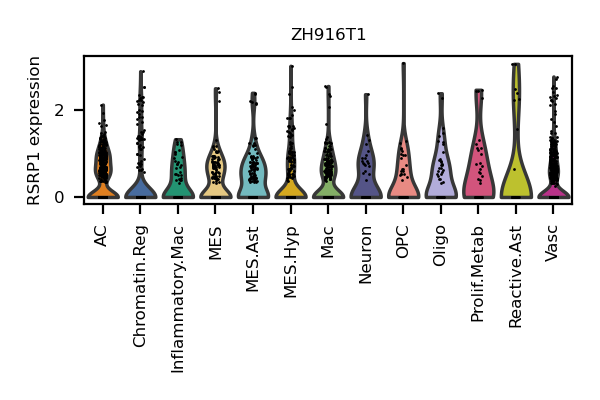 ZH916T1
RSRP1 expression
2
0
AC
Chromatin.Reg
Inflammatory.Mac
MES
MES.Ast
MES.Hyp
Mac
Neuron
OPC
Oligo
Prolif.Metab
Reactive.Ast
Vasc